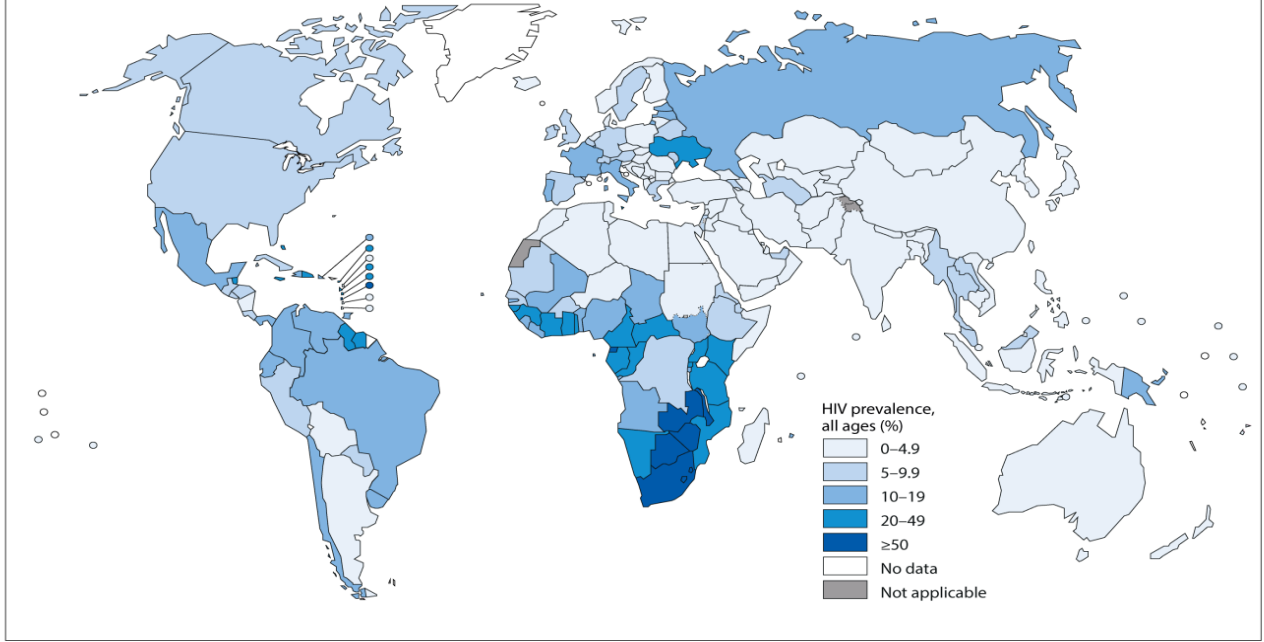 HIV prevalence,
all ages (%)
0–4.9
5–9.9
10–19
20–49
≥50
No data
Not applicable